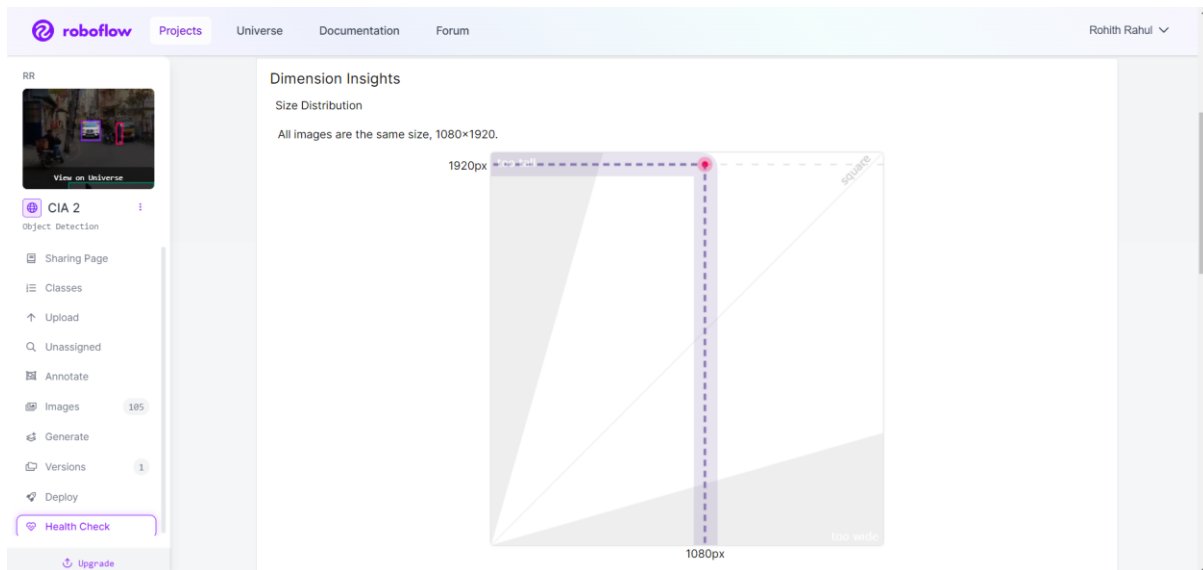 roboflow Projects Universe Documentation Forum Rohith Rahul
RR
View on Universe
CIA 2
Object Detection
Sharing Page
Classes
Upload
Unassigned
Annotate
Images 105
Generate
Versions 1
Deploy
Health Check
Upgrade
Dimension Insights
Size Distribution
All images are the same size, 1080×1920.
1920px
too tall
square
too wide
1080px